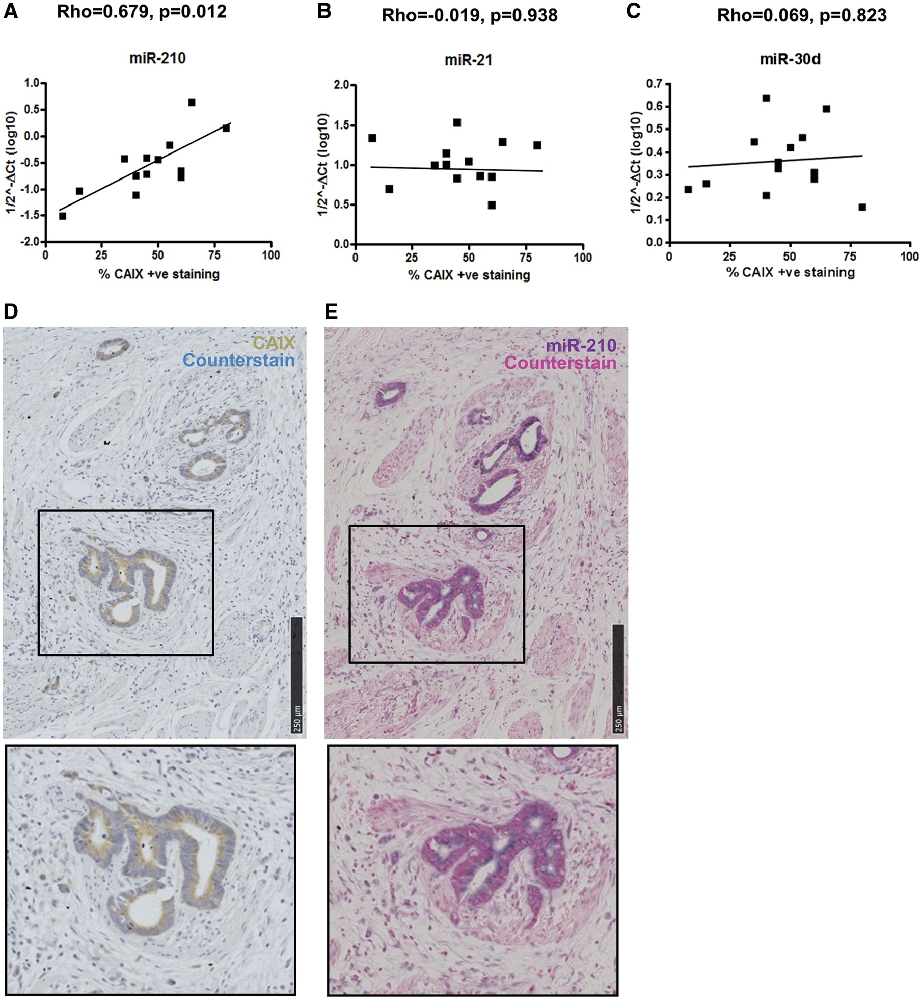 A
Rho=0.679, p=0.012
miR-210
1/2^-ΔCt (log10)
1.0
0.5
0.0
-0.5
-1.0
-1.5
-2.0
0 25 50 75 100
% CAIX +ve staining
B
Rho=-0.019, p=0.938
miR-21
1/2^-ΔCt (log10)
2.0
1.5
1.0
0.5
0.0
0 25 50 75 100
% CAIX +ve staining
C
Rho=0.069, p=0.823
miR-30d
1/2^-ΔCt (log10)
0.7
0.6
0.5
0.4
0.3
0.2
0.1
0.0
0 25 50 75 100
% CAIX +ve staining
D
CAIX
Counterstain
250 µm
E
miR-210
Counterstain
250 µm